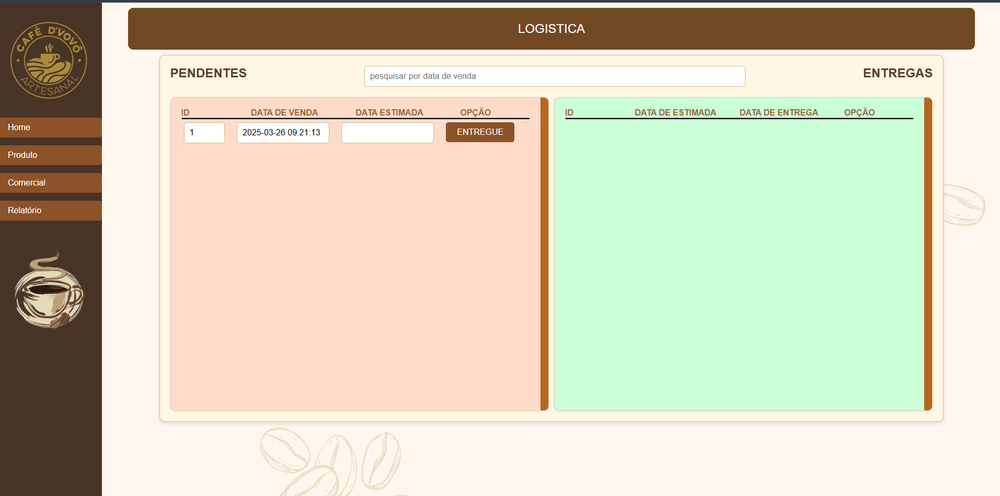 CAFÉ D'VOVÔ
ARTESANAL
Home
Produto
Comercial
Relatório
LOGISTICA
PENDENTES
pesquisar por data de venda
ENTREGAS
ID DATA DE VENDA DATA ESTIMADA OPÇÃO
1 2025-03-26 09:21:13 ENTREGUE
ID DATA DE ESTIMADA DATA DE ENTREGA OPÇÃO